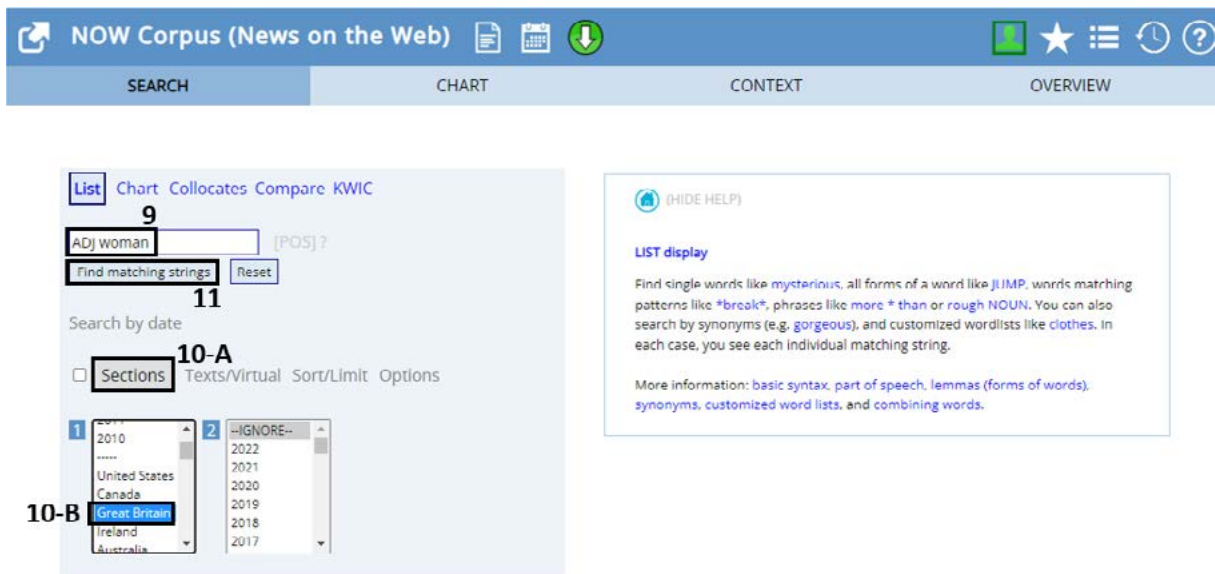 NOW Corpus (News on the Web)
SEARCH CHART CONTEXT OVERVIEW
List Chart Collocates Compare KWIC
9
ADJ woman [POS] ?
Find matching strings Reset
11
Search by date
10-A
Sections Texts/Virtual Sort/Limit Options
1
2010
-----
United States
Canada
10-B Great Britain
Ireland
Australia
2
--IGNORE--
2022
2021
2020
2019
2018
2017
(HIDE HELP)
LIST display
Find single words like mysterious, all forms of a word like JUMP, words matching
patterns like *break*, phrases like more * than or rough NOUN. You can also
search by synonyms (e.g. gorgeous), and customized wordlists like clothes. In
each case, you see each individual matching string.
More information: basic syntax, part of speech, lemmas (forms of words),
synonyms, customized word lists, and combining words.